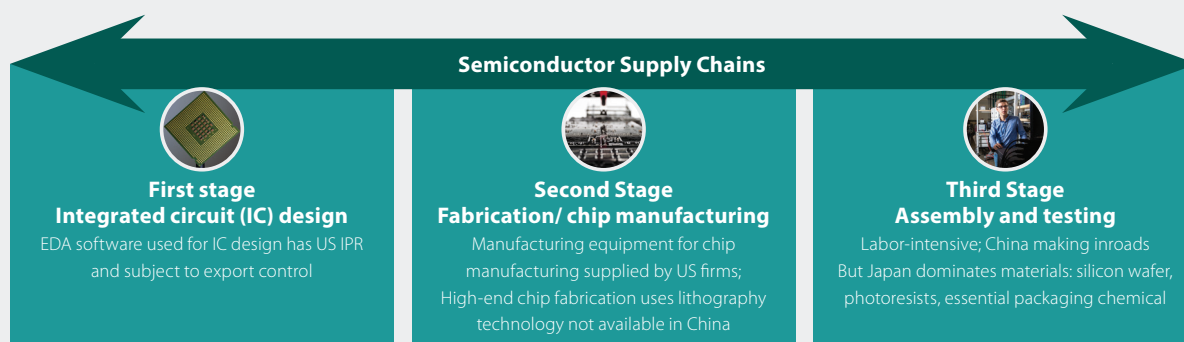 Semiconductor Supply Chains
First stage
Integrated circuit (IC) design
EDA software used for IC design has US IPR
and subject to export control
Second Stage
Fabrication/ chip manufacturing
Manufacturing equipment for chip
manufacturing supplied by US firms;
High-end chip fabrication uses lithography
technology not available in China
Third Stage
Assembly and testing
Labor-intensive; China making inroads
But Japan dominates materials: silicon wafer,
photoresists, essential packaging chemical